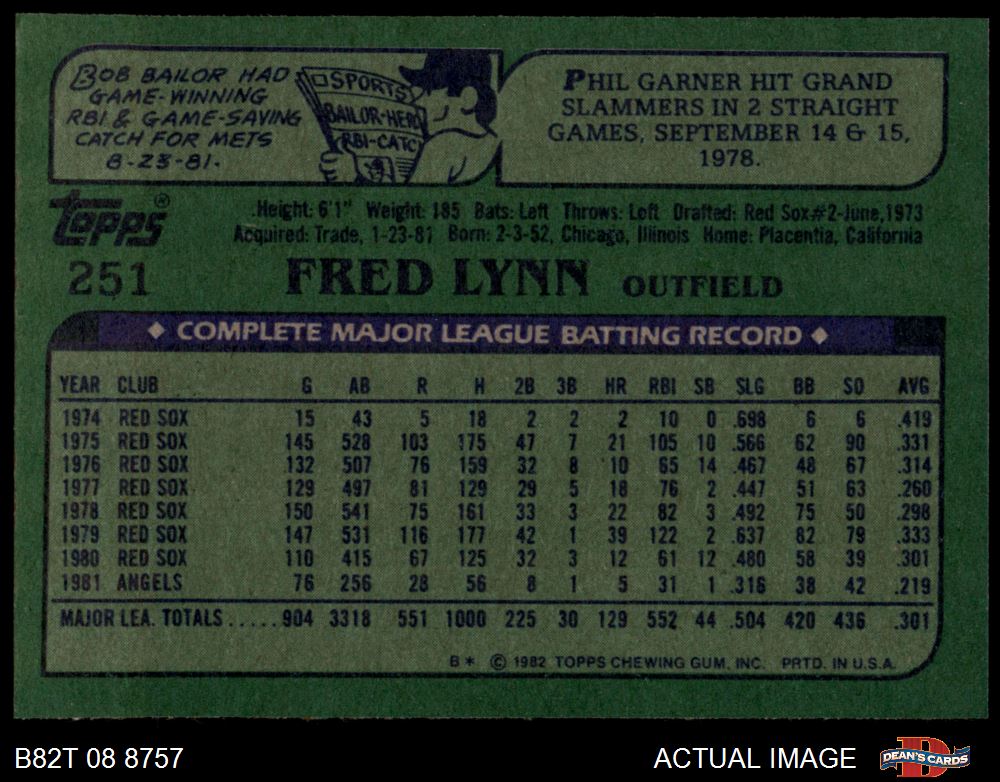 BOB BAILOR HAD
GAME-WINNING
RBI & GAME-SAVING
CATCH FOR METS
8-23-81.
SPORTS
BAILOR-HERO
RBI-CATC
PHIL GARNER HIT GRAND
SLAMMERS IN 2 STRAIGHT
GAMES, SEPTEMBER 14 & 15,
1978.
Topps®
Height: 6'1" Weight: 185 Bats: Left Throws: Left Drafted: Red Sox#2-June,1973
Acquired: Trade, 1-23-81 Born: 2-3-52, Chicago, Illinois Home: Placentia, California
251 FRED LYNN OUTFIELD
◆ COMPLETE MAJOR LEAGUE BATTING RECORD ◆
YEAR CLUB G AB R H 2B 3B HR RBI SB SLG BB SO AVG
1974 RED SOX 15 43 5 18 2 2 2 10 0 .698 6 6 .419
1975 RED SOX 145 528 103 175 47 7 21 105 10 .566 62 90 .331
1976 RED SOX 132 507 76 159 32 8 10 65 14 .467 48 67 .314
1977 RED SOX 129 497 81 129 29 5 18 76 2 .447 51 63 .260
1978 RED SOX 150 541 75 161 33 3 22 82 3 .492 75 50 .298
1979 RED SOX 147 531 116 177 42 1 39 122 2 .637 82 79 .333
1980 RED SOX 110 415 67 125 32 3 12 61 12 .480 58 39 .301
1981 ANGELS 76 256 28 56 8 1 5 31 1 .316 38 42 .219
MAJOR LEA. TOTALS.....904 3318 551 1000 225 30 129 552 44 .504 420 436 .301
B* © 1982 TOPPS CHEWING GUM, INC. PRTD. IN U.S.A.
B82T 08 8757 ACTUAL IMAGE DEAN'S CARDS